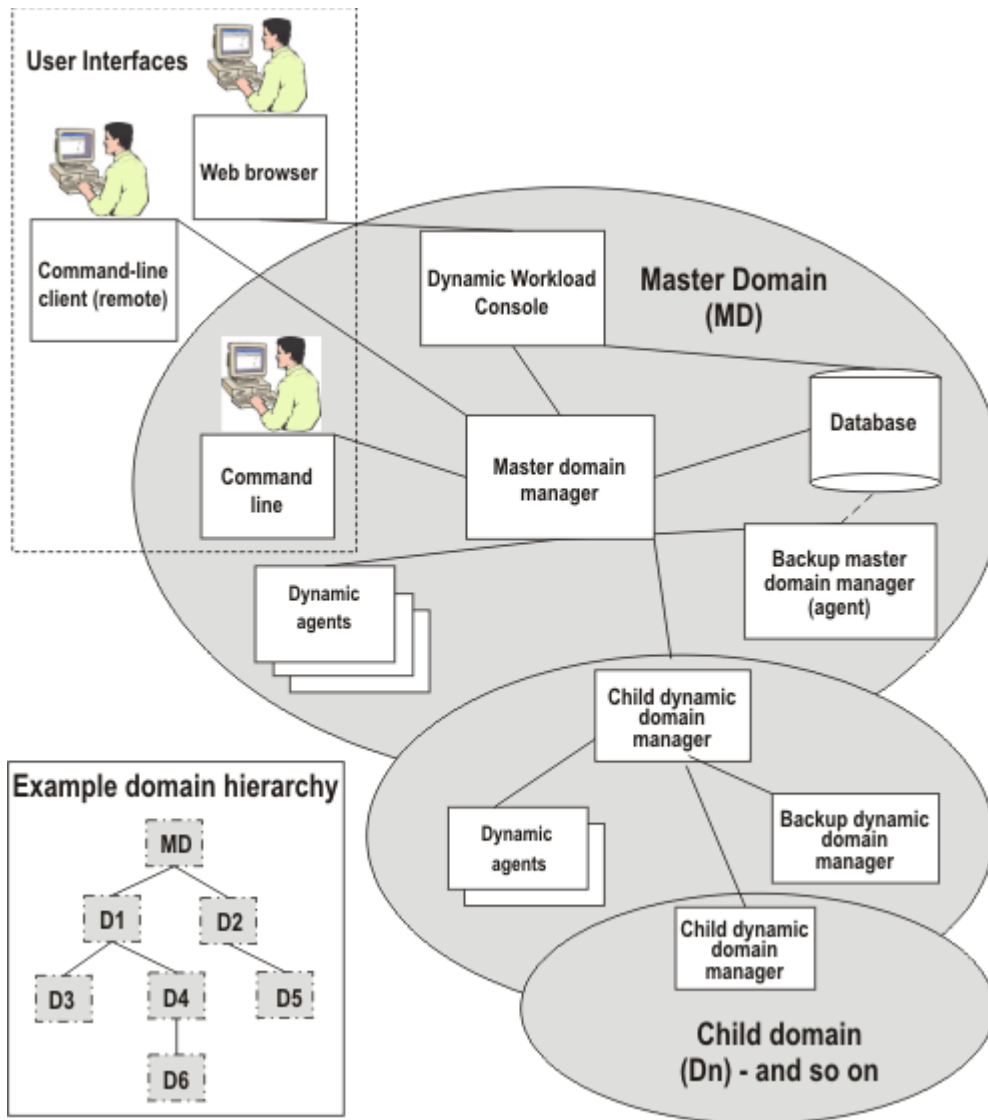 User Interfaces
Web browser
Command-line
client (remote)
Dynamic Workload
Console
Master Domain
(MD)
Command
line
Master domain
manager
Database
Dynamic
agents
Backup master
domain manager
(agent)
Child dynamic
domain
manager
Dynamic
agents
Backup dynamic
domain
manager
Child dynamic
domain
manager
Child domain
(Dn) - and so on
Example domain hierarchy
MD
D1
D2
D3
D4
D5
D6